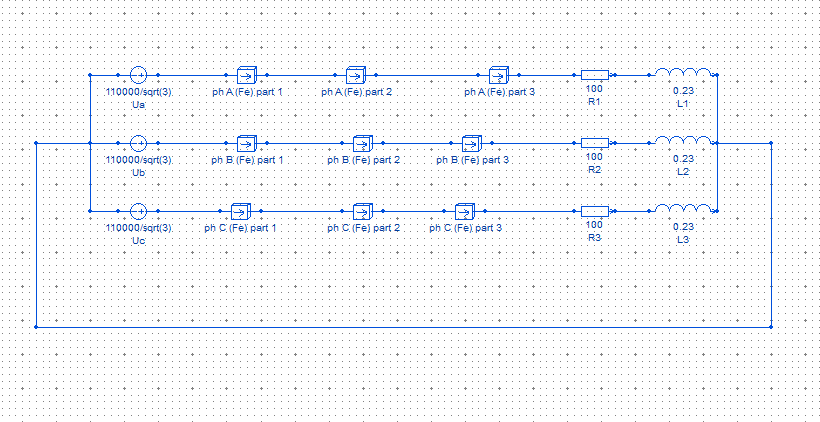 110000/sqrt(3)
Ua
ph A (Fe) part 1
ph A (Fe) part 2
ph A (Fe) part 3
100
R1
0.23
L1
110000/sqrt(3)
Ub
ph B (Fe) part 1
ph B (Fe) part 2
ph B (Fe) part 3
100
R2
0.23
L2
110000/sqrt(3)
Uc
ph C (Fe) part 1
ph C (Fe) part 2
ph C (Fe) part 3
100
R3
0.23
L3